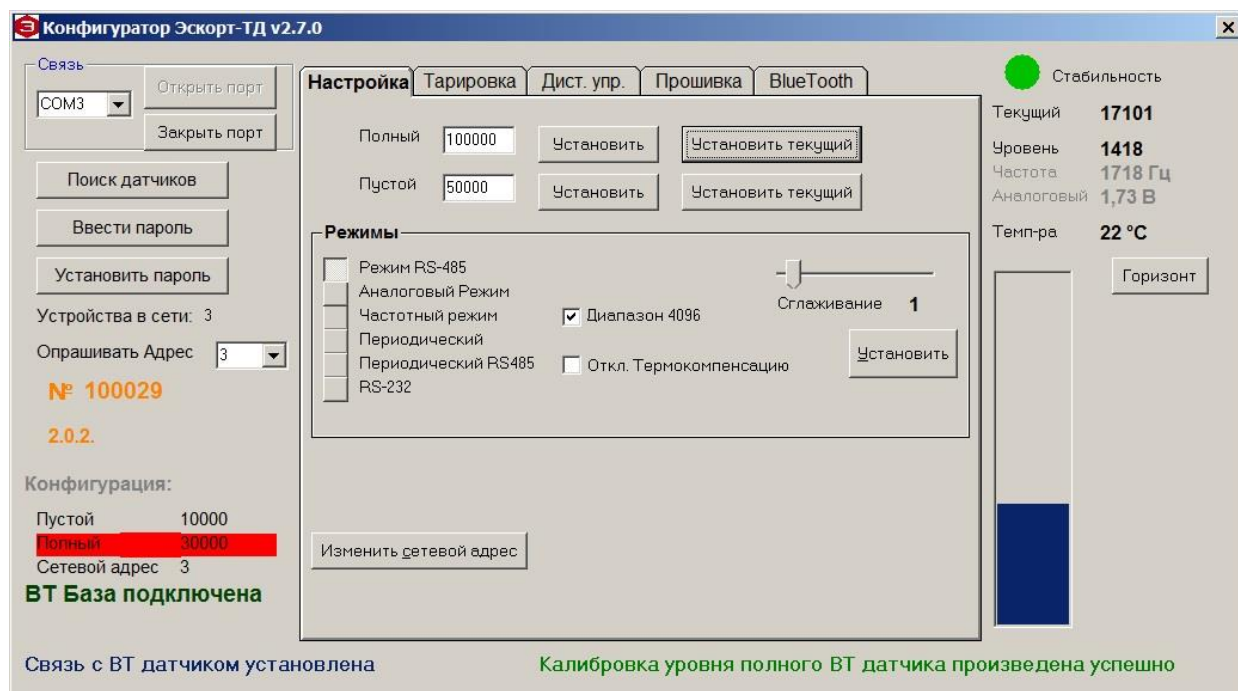 Конфигуратор Эскорт-ТД v2.7.0
Связь
COM3
Открыть порт
Закрыть порт
Поиск датчиков
Ввести пароль
Установить пароль
Устройства в сети: 3
Опрашивать Адрес 3
№ 100029
2.0.2.
Конфигурация:
Пустой 10000
Полный 30000
Сетевой адрес 3
BT База подключена
Настройка Тарировка Дист. упр. Прошивка BlueTooth
Полный 100000 Установить Установить текущий
Пустой 50000 Установить Установить текущий
Режимы
Режим RS-485
Аналоговый Режим
Частотный режим
Периодический
Периодический RS485
RS-232
Диапазон 4096
Откл. Термокомпенсацию
Сглаживание 1
Установить
Изменить сетевой адрес
Стабильность
Текущий 17101
Уровень 1418
Частота 1718 Гц
Аналоговый 1,73 В
Темп-ра 22 °C
Горизонт
Связь с BT датчиком установлена
Калибровка уровня полного BT датчика произведена успешно